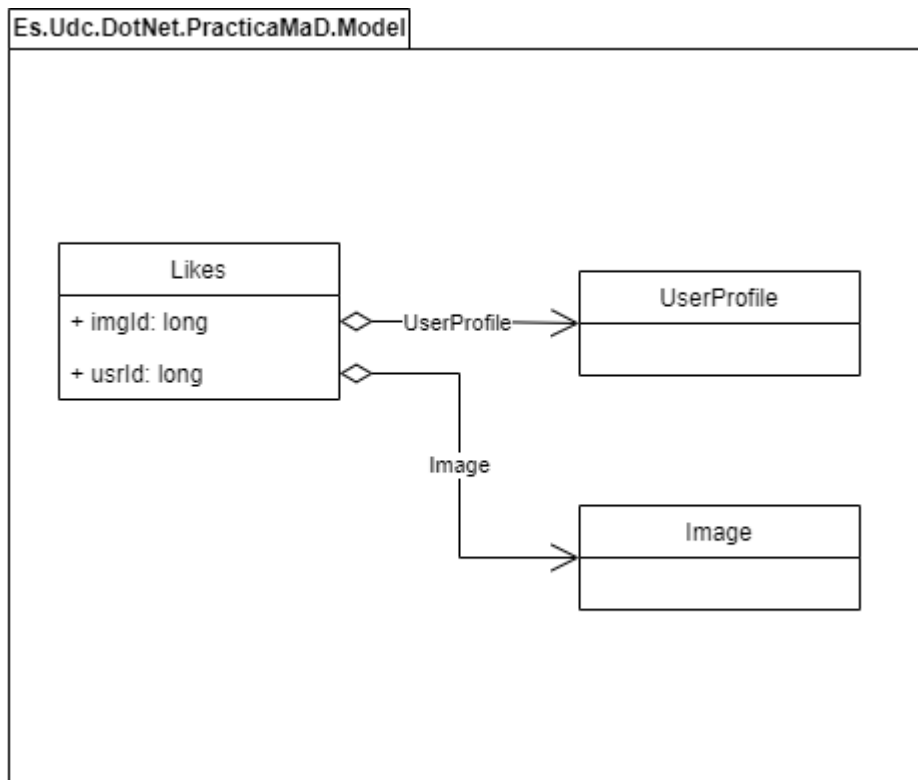 Es.Udc.DotNet.PracticaMaD.Model
Likes
+ imgId: long
+ usrId: long
UserProfile
UserProfile
Image
Image